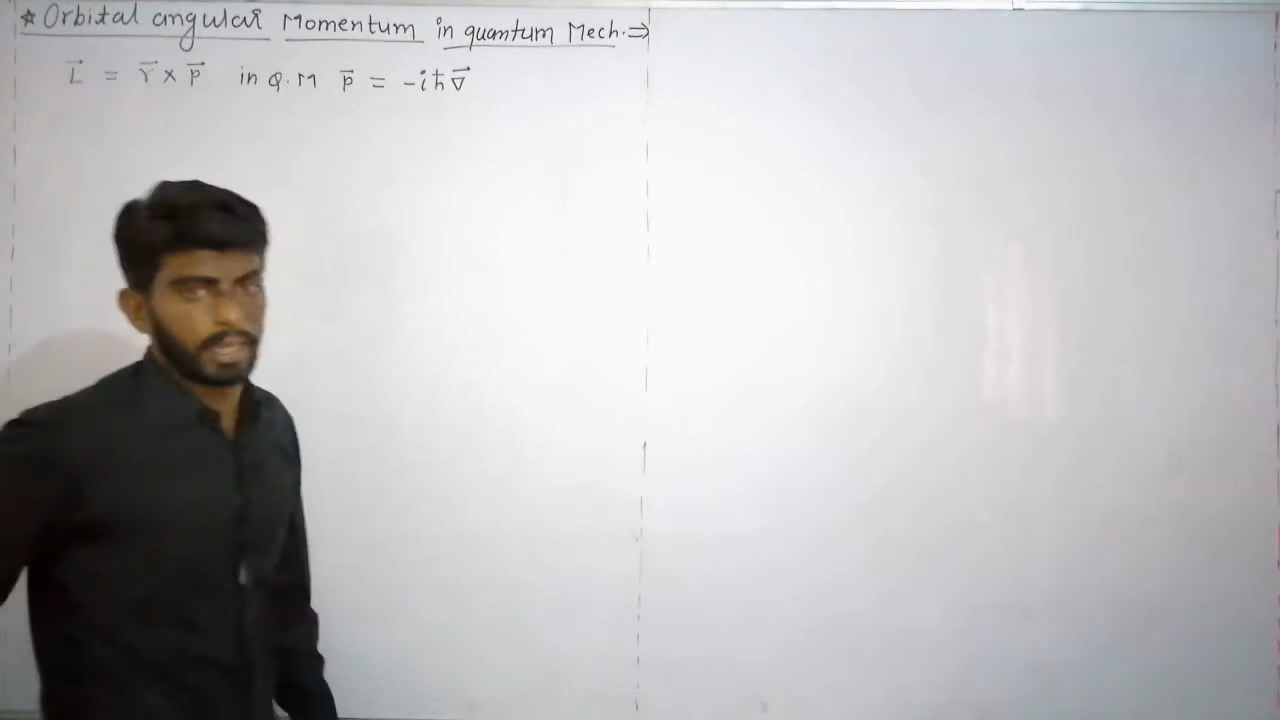 * Orbital angular Momentum in quantum Mech. ⇒
L⃗ = r⃗ × p⃗ in Q.M p⃗ = -iħ∇⃗